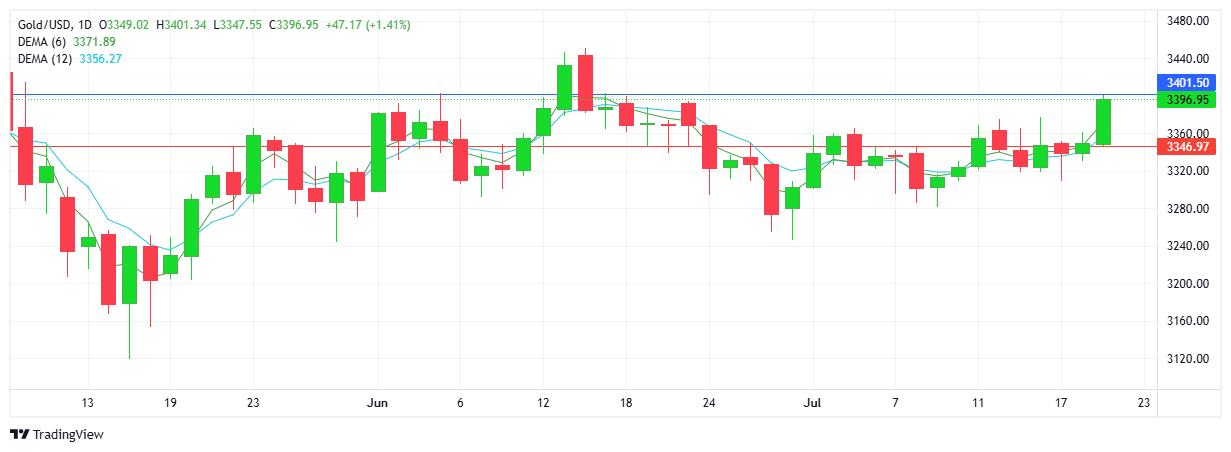 Gold/USD, 1D O3349.02 H3401.34 L3347.55 C3396.95 +47.17 (+1.41%)
DEMA (6) 3371.89
DEMA (12) 3356.27
3480.00
3440.00
3401.50
3396.95
3360.00
3346.97
3320.00
3280.00
3240.00
3200.00
3160.00
3120.00
13 19 23 Jun 6 12 18 24 Jul 7 11 17 23
TradingView